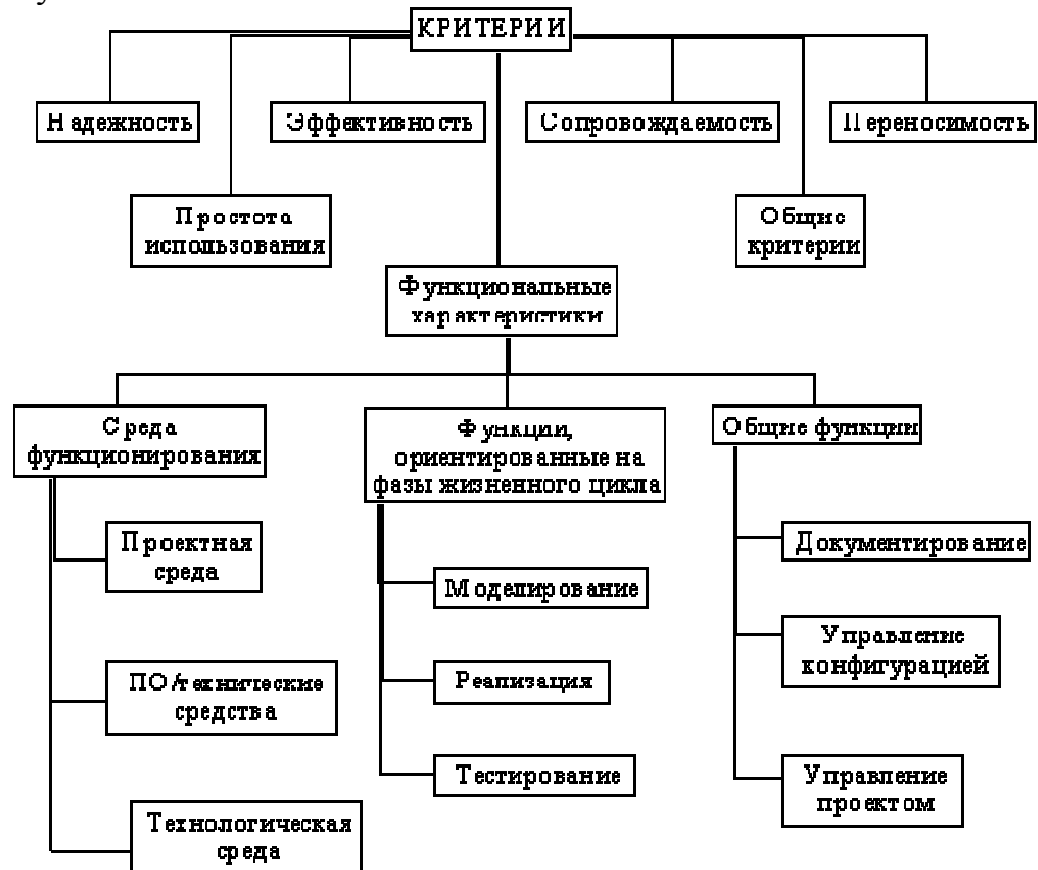 у
КРИТЕРИИ
Надежность
Эффективность
Сопровождаемость
Переносимость
Простота
использования
Общие
критерии
Функциональные
характеристики
Среда
функционирования
Функции,
ориентированные на
фазы жизненного цикла
Общие функции
Проектная
среда
Документирование
Моделирование
Управление
конфигурацией
ПО/технические
средства
Реализация
Тестирование
Управление
проектом
Технологическая
среда